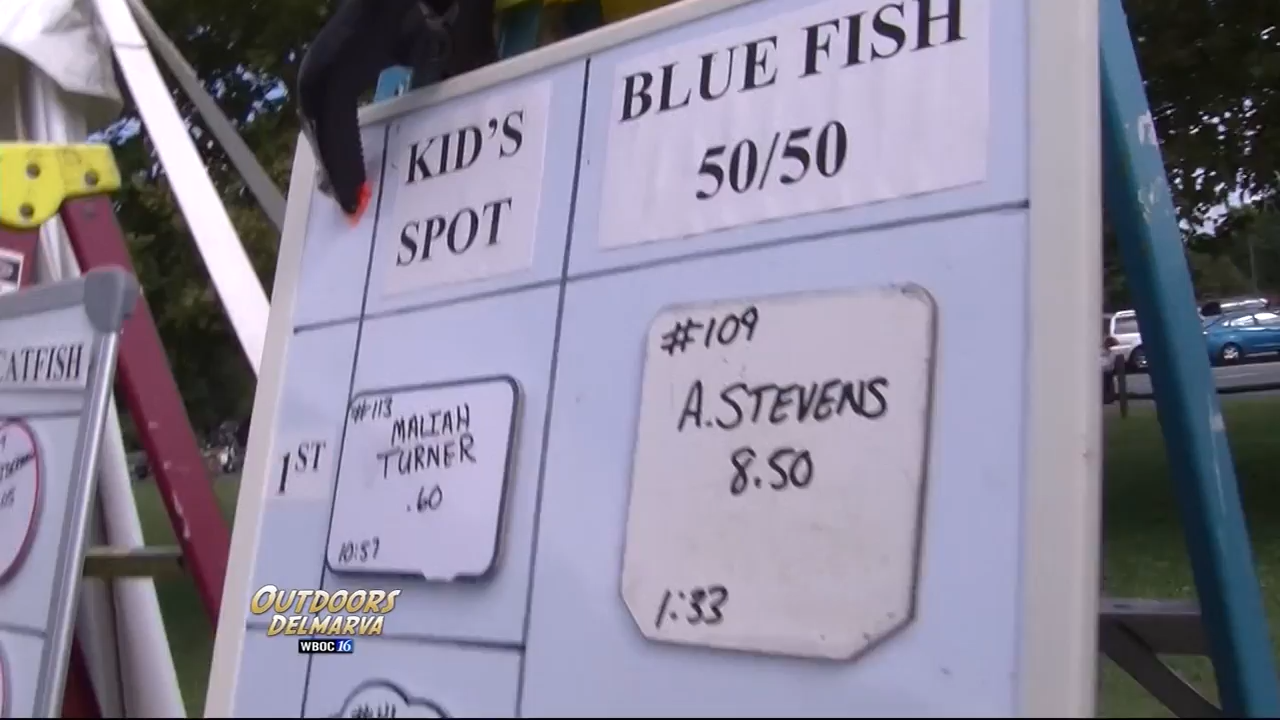 KID'S
SPOT
BLUE FISH
50/50
CATFISH
1ST
#113
MALIAH
TURNER
.60
10:57
#109
A.STEVENS
8.50
1:33
OUTDOORS
DELMARVA
WBOC 16